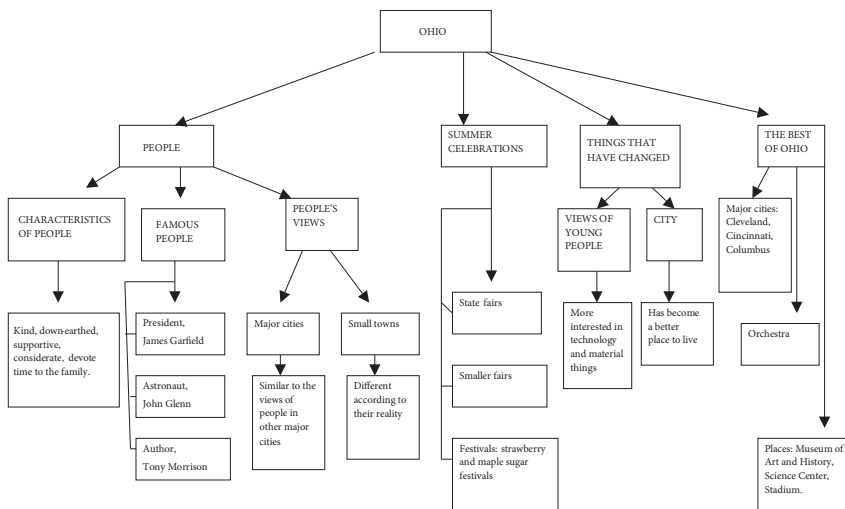 OHIO
PEOPLE
SUMMER
CELEBRATIONS
THINGS THAT
HAVE CHANGED
THE BEST
OF OHIO
CHARACTERISTICS
OF PEOPLE
FAMOUS
PEOPLE
PEOPLE'S
VIEWS
VIEWS OF
YOUNG
PEOPLE
CITY
Major cities:
Cleveland,
Cincinnati,
Columbus
Kind, down-earthed,
supportive,
considerate, devote
time to the family.
President,
James Garfield
Astronaut,
John Glenn
Author,
Tony Morrison
Major cities
Small towns
Similar to the
views of
people in
other major
cities
Different
according to
their reality
State fairs
Smaller fairs
Festivals: strawberry
and maple sugar
festivals
More
interested in
technology
and material
things
Has become
a better
place to live
Orchestra
Places: Museum of
Art and History,
Science Center,
Stadium.